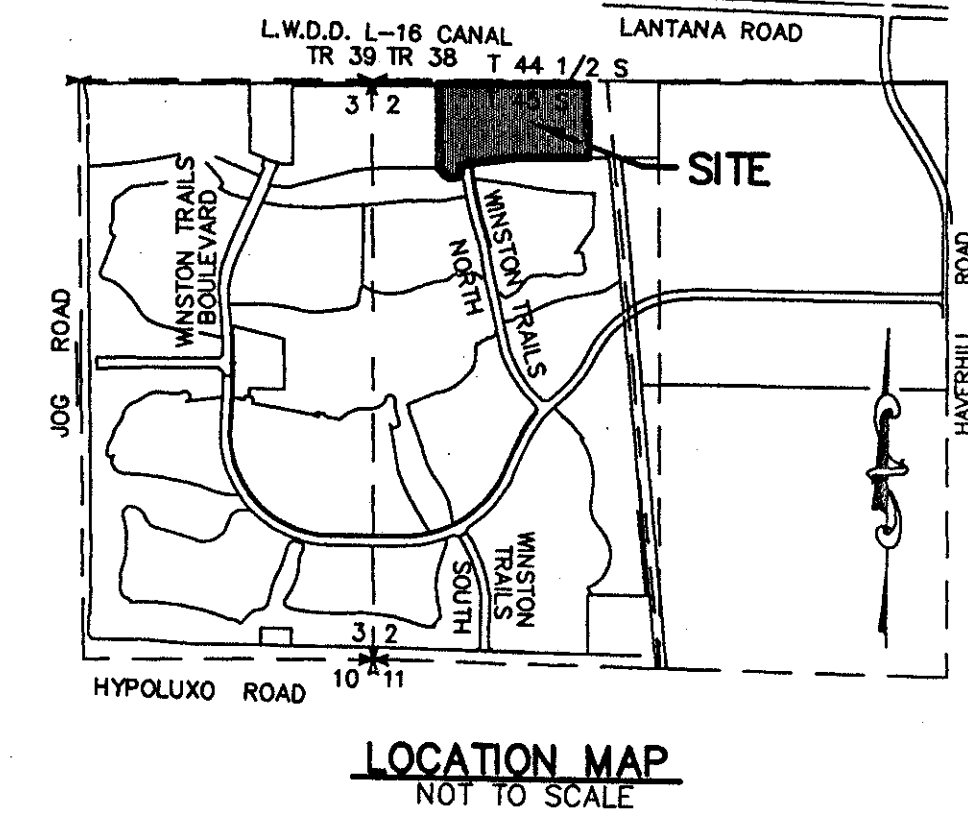 L.W.D.D. L-16 CANAL
LANTANA ROAD
TR 39 TR 38 T 44 1/2 S
3 2
SITE
WINSTON TRAILS
BOULEVARD
WINSTON TRAILS
NORTH
JOG ROAD
HAVERHILL ROAD
WINSTON
TRAILS
SOUTH
3 2
10 11
HYPOLUXO ROAD
LOCATION MAP
NOT TO SCALE